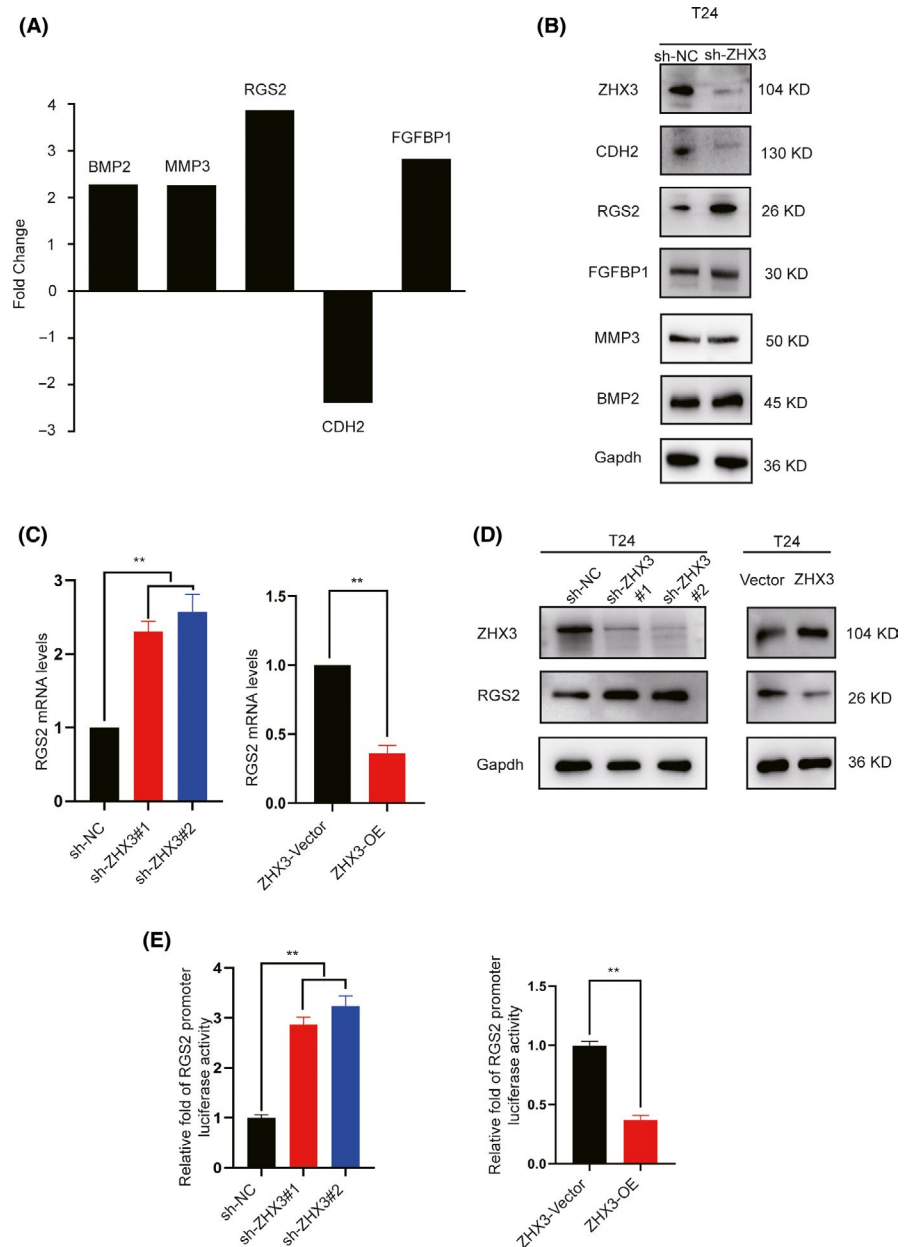 (A)
Fold Change
4
3
2
1
0
−1
−2
−3
BMP2
MMP3
RGS2
CDH2
FGFBP1
(B)
T24
sh-NC sh-ZHX3
ZHX3 104 KD
CDH2 130 KD
RGS2 26 KD
FGFBP1 30 KD
MMP3 50 KD
BMP2 45 KD
Gapdh 36 KD
(C)
RGS2 mRNA levels
3
2
1
0
**
sh-NC
sh-ZHX3#1
sh-ZHX3#2
RGS2 mRNA levels
1.5
1.0
0.5
0.0
**
ZHX3-Vector
ZHX3-OE
(D)
T24
sh-NC
sh-ZHX3
#1
sh-ZHX3
#2
T24
Vector ZHX3
ZHX3 104 KD
RGS2 26 KD
Gapdh 36 KD
(E)
Relative fold of RGS2 promoter
luciferase activity
4
3
2
1
0
**
sh-NC
sh-ZHX3#1
sh-ZHX3#2
Relative fold of RGS2 promoter
luciferase activity
1.5
1.0
0.5
0.0
**
ZHX3-Vector
ZHX3-OE